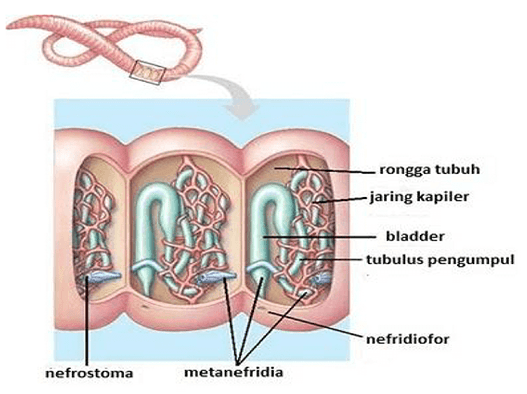 rongga tubuh
jaring kapiler
bladder
tubulus pengumpul
nefridiofor
nefrostoma
metanefridia